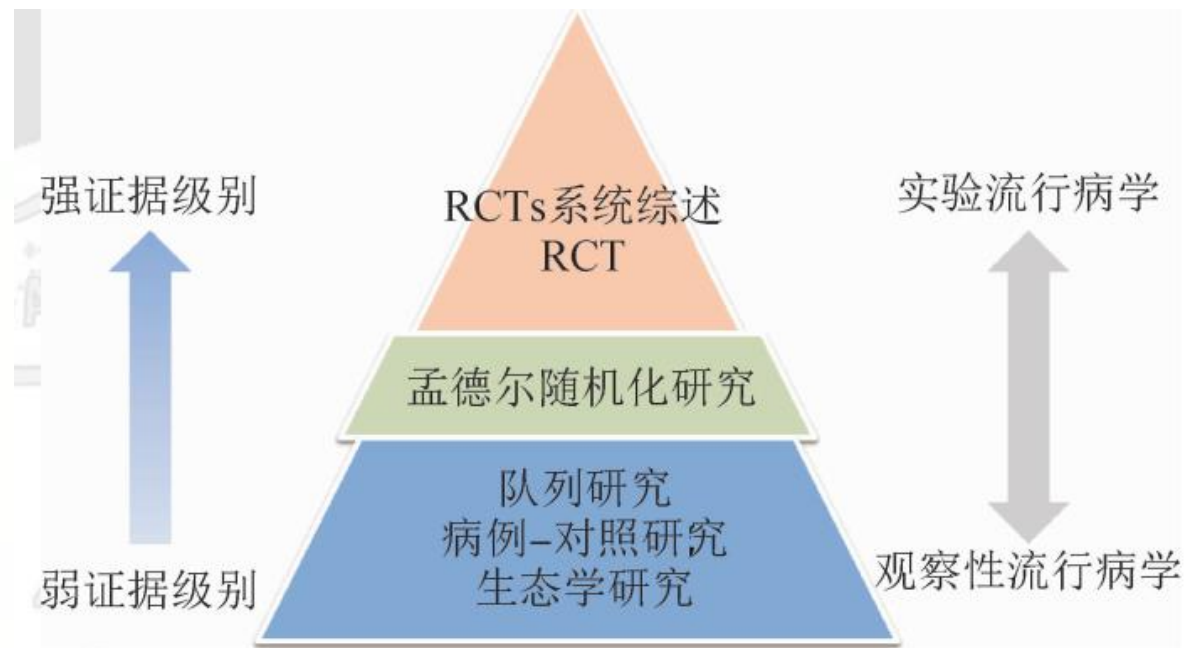 强证据级别
RCTs系统综述
RCT
实验流行病学
孟德尔随机化研究
队列研究
病例–对照研究
生态学研究
弱证据级别
观察性流行病学